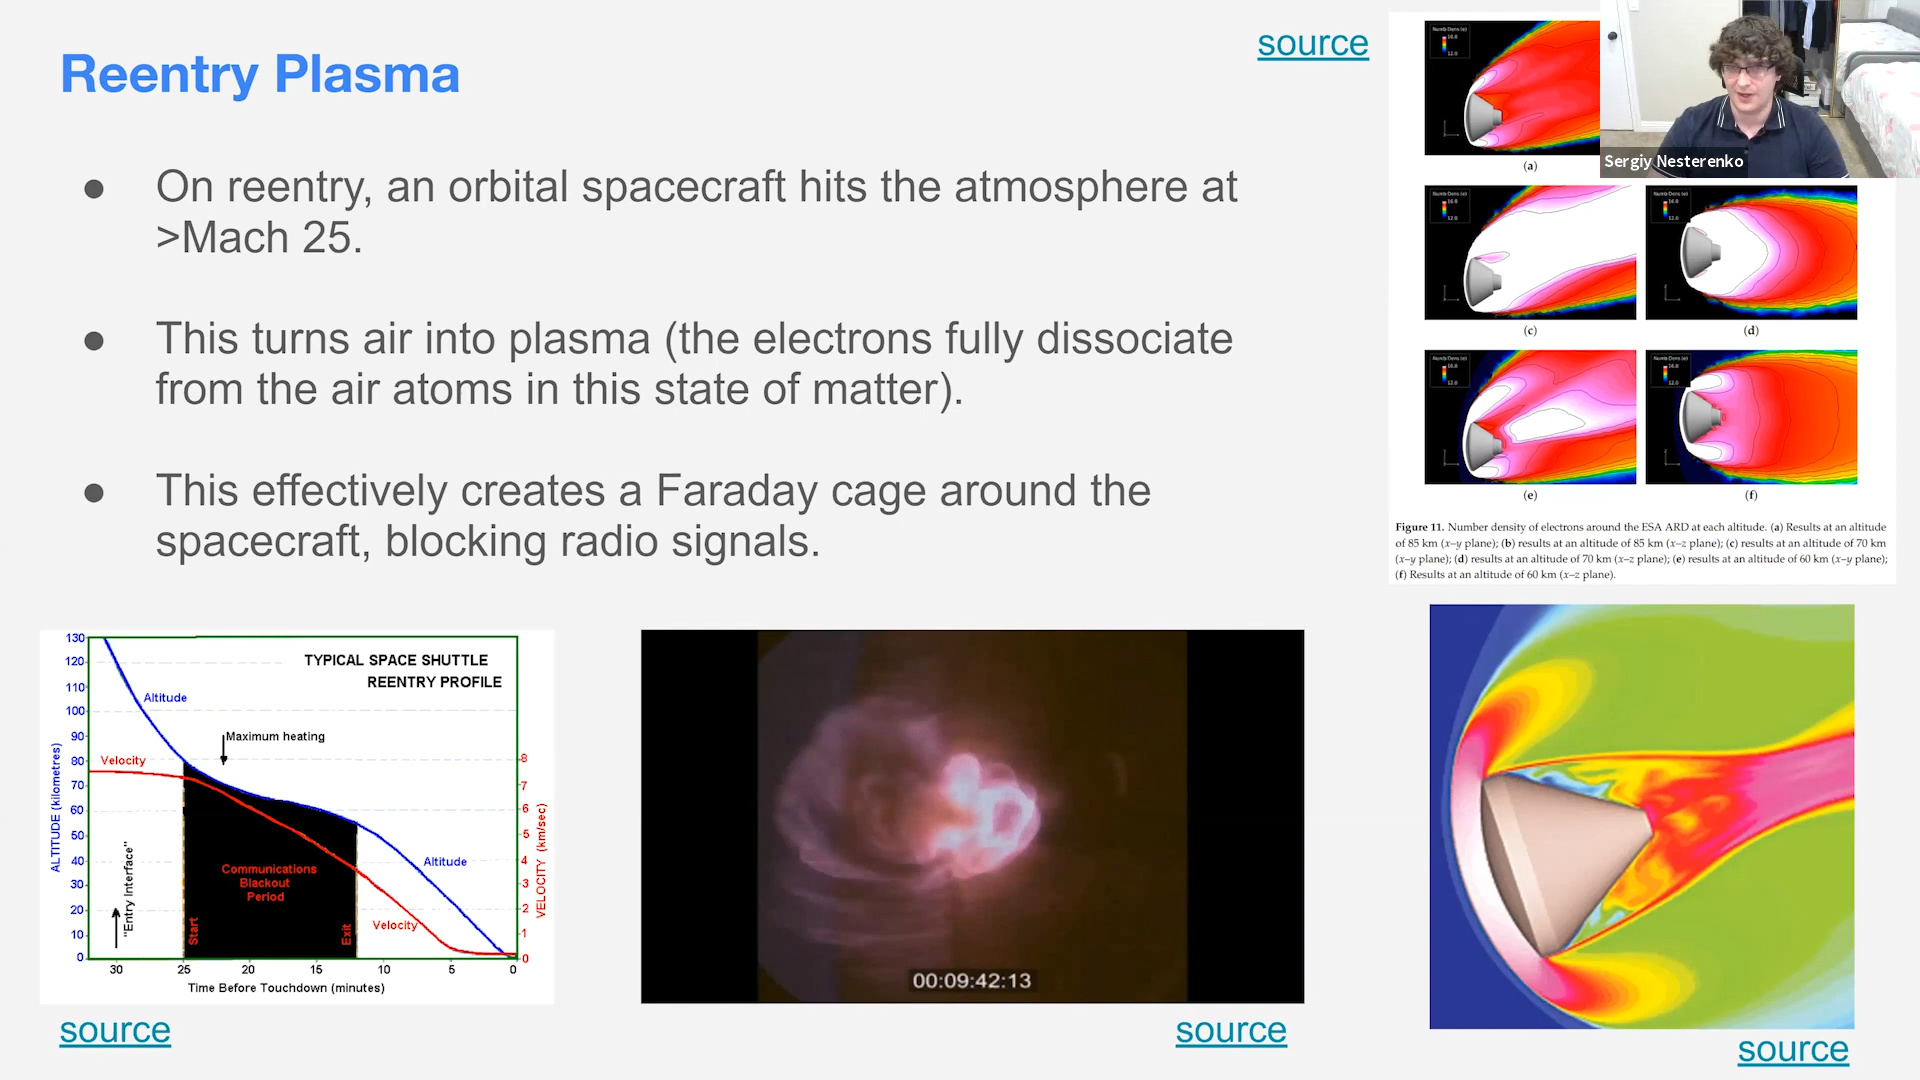 source
Reentry Plasma
Sergiy Nesterenko
● On reentry, an orbital spacecraft hits the atmosphere at
>Mach 25.
● This turns air into plasma (the electrons fully dissociate
from the air atoms in this state of matter).
● This effectively creates a Faraday cage around the
spacecraft, blocking radio signals.
(a)
(c)
(d)
(e)
(f)
Figure 11. Number density of electrons around the ESA ARD at each altitude. (a) Results at an altitude
of 85 km (x–y plane); (b) results at an altitude of 85 km (x–z plane); (c) results at an altitude of 70 km
(x–y plane); (d) results at an altitude of 70 km (x–z plane); (e) results at an altitude of 60 km (x–y plane);
(f) Results at an altitude of 60 km (x–z plane).
TYPICAL SPACE SHUTTLE
REENTRY PROFILE
Altitude
Maximum heating
Velocity
Communications
Blackout
Period
Altitude
Velocity
"Entry Interface"
Start
Exit
ALTITUDE (kilometres)
130
120
110
100
90
80
70
60
50
40
30
20
10
0
VELOCITY (km/sec)
8
7
6
5
4
3
2
1
0
30 25 20 15 10 5 0
Time Before Touchdown (minutes)
00:09:42:13
source
source
source